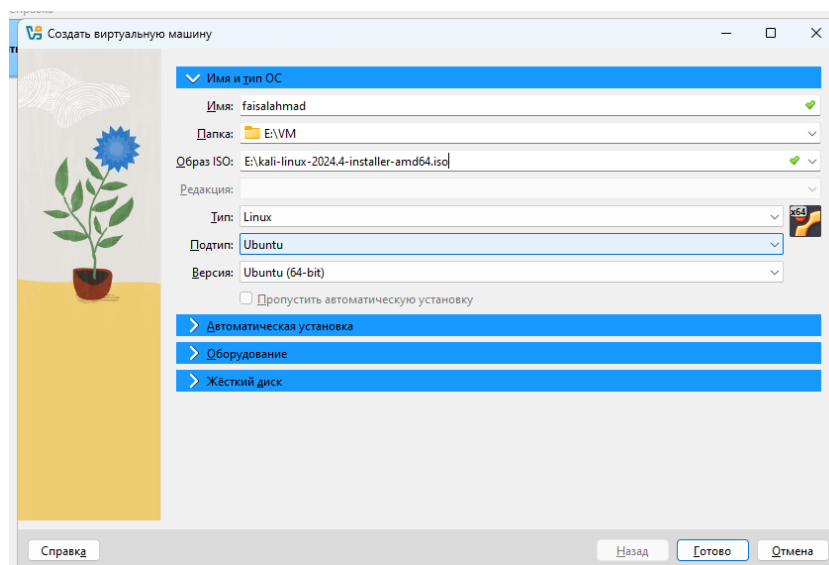 Справка
Создать виртуальную машину
Имя и тип ОС
Имя: faisalahmad
Папка: E:\VM
Образ ISO: E:\kali-linux-2024.4-installer-amd64.iso
Редакция:
Тип: Linux
x64
Подтип: Ubuntu
Версия: Ubuntu (64-bit)
Пропустить автоматическую установку
Автоматическая установка
Оборудование
Жёсткий диск
Справка
Назад Готово Отмена